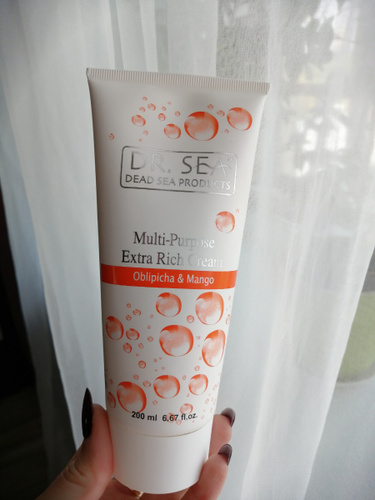 DR. SEA
DEAD SEA PRODUCTS
Multi-Purpose
Extra Rich Cream
Oblipicha & Mango
200 ml 6.67 fl.oz.